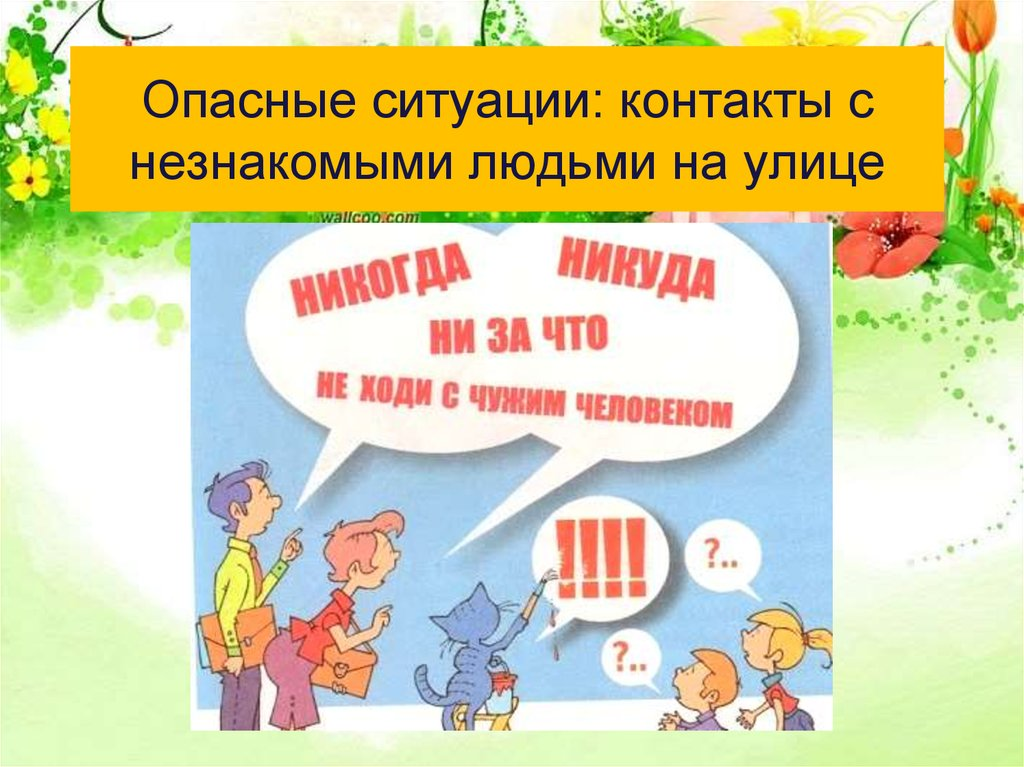 Опасные ситуации: контакты с
незнакомыми людьми на улице
wallcoo.com
НИКОГДА НИКУДА
НИ ЗА ЧТО
НЕ ХОДИ С ЧУЖИМ ЧЕЛОВЕКОМ
!!!!
?..
?..